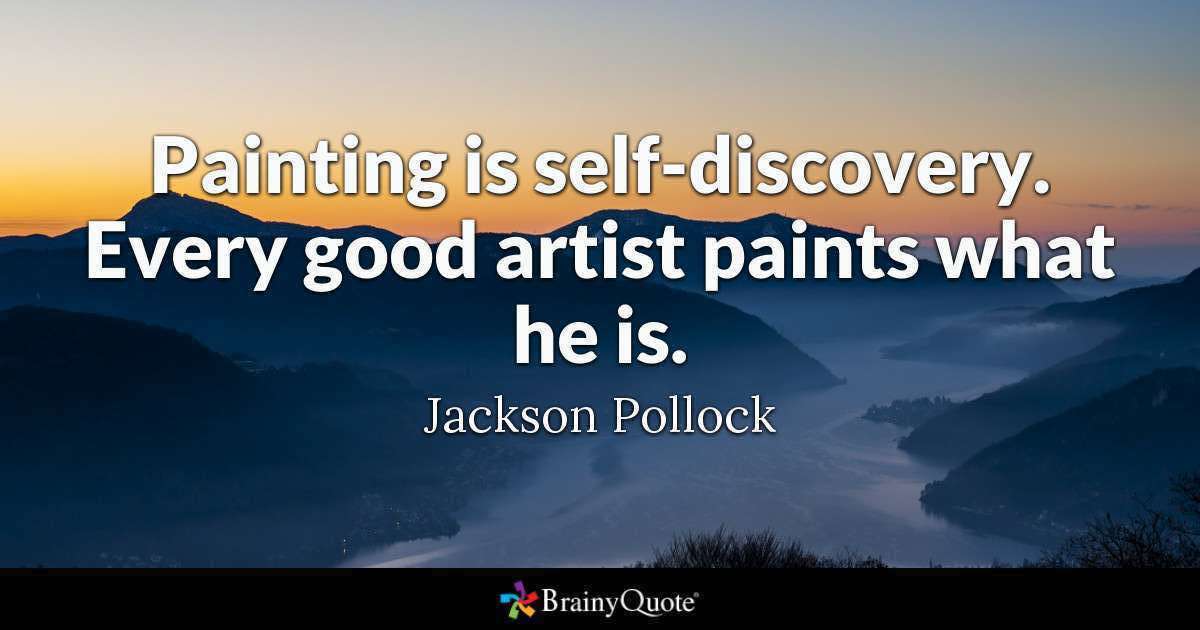 Painting is self-discovery.
Every good artist paints what
he is.
Jackson Pollock
BrainyQuote®